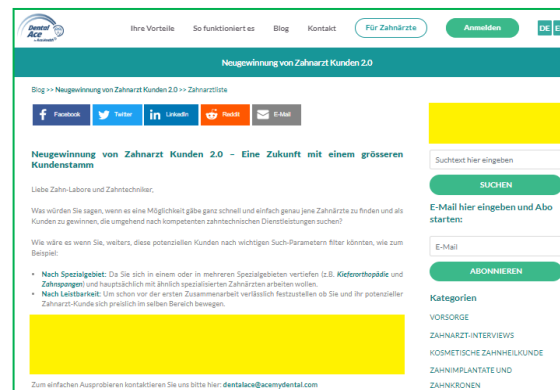 Dental
Ace
Ihre Vorteile So funktioniert es Blog Kontakt Für Zahnärzte Anmelden DE E
Neugewinnung von Zahnarzt Kunden 2.0
Blog >> Neugewinnung von Zahnarzt Kunden 2.0 >> Zahnarztliste
Facebook Twitter LinkedIn Reddit E-Mail
Neugewinnung von Zahnarzt Kunden 2.0 – Eine Zukunft mit einem grösseren
Kundenstamm
Liebe Zahn-Labore und Zahntechniker,
Was würden Sie sagen, wenn es eine Möglichkeit gäbe ganz schnell und einfach genau jene Zahnärzte zu finden und als
Kunden zu gewinnen, die umgehend nach kompetenten zahntechnischen Dienstleistungen suchen?
Wie wäre es wenn Sie, weiters, diese potenziellen Kunden nach wichtigen Such-Parametern filter könnten, wie zum
Beispiel:
• Nach Spezialgebiet: Da Sie sich in einem oder in mehreren Spezialgebieten vertiefen (z.B. Kieferorthopädie und
Zahnspangen) und hauptsächlich mit ähnlich spezialisierten Zahnärzten arbeiten wollen.
• Nach Leistbarkeit: Um schon vor der ersten Zusammenarbeit verlässlich festzustellen ob Sie und ihr potenzieller
Zahnarzt-Kunde sich preislich im selben Bereich bewegen.
Zum einfachen Ausprobieren kontaktieren Sie uns bitte hier: dentalace@acemydental.com
Suchtext hier eingeben
SUCHEN
E-Mail hier eingeben und Abo
starten:
E-Mail
ABONNIEREN
Kategorien
VORSORGE
ZAHNARZT-INTERVIEWS
KOSMETISCHE ZAHNHEILKUNDE
ZAHNIMPLANTATE UND
ZAHNKRONEN